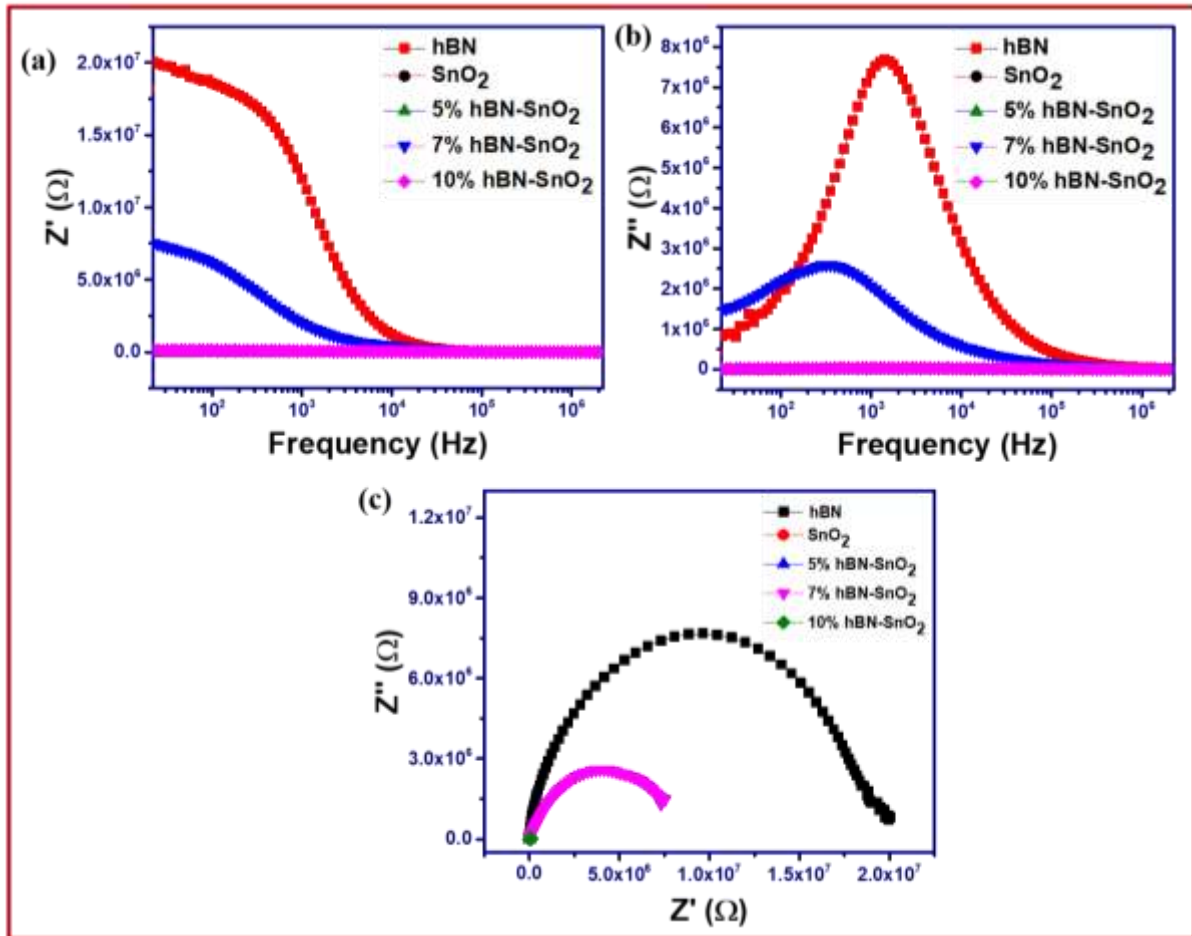 (a)
hBN
SnO2
5% hBN-SnO2
7% hBN-SnO2
10% hBN-SnO2
2.0x10^7
1.5x10^7
1.0x10^7
5.0x10^6
0.0
Z' (Ω)
10^2 10^3 10^4 10^5 10^6
Frequency (Hz)
(b)
hBN
SnO2
5% hBN-SnO2
7% hBN-SnO2
10% hBN-SnO2
8x10^6
7x10^6
6x10^6
5x10^6
4x10^6
3x10^6
2x10^6
1x10^6
0
Z" (Ω)
10^2 10^3 10^4 10^5 10^6
Frequency (Hz)
(c)
hBN
SnO2
5% hBN-SnO2
7% hBN-SnO2
10% hBN-SnO2
1.2x10^7
9.0x10^6
6.0x10^6
3.0x10^6
0.0
Z" (Ω)
0.0 5.0x10^6 1.0x10^7 1.5x10^7 2.0x10^7
Z' (Ω)